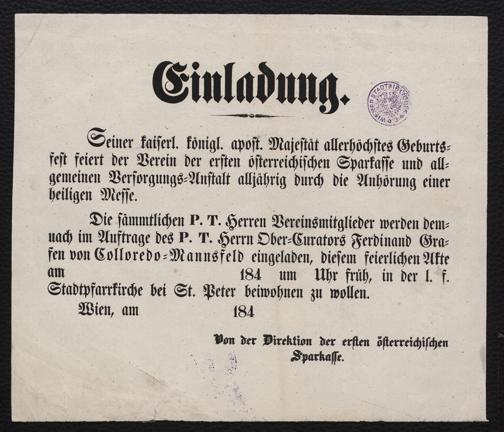 Einladung.
Seiner kaiserl. königl. apost. Majestät allerhöchstes Geburts-
fest feiert der Verein der ersten österreichischen Sparkasse und all-
gemeinen Versorgungs-Anstalt alljährig durch die Anhörung einer
heiligen Messe.
Die sämmtlichen P. T. Herren Vereinsmitglieder werden dem-
nach im Auftrage des P. T. Herrn Ober-Curators Ferdinand Gra-
fen von Colloredo-Mannsfeld eingeladen, diesem feierlichen Akte
am 184 um Uhr früh, in der l. f.
Stadtpfarrkirche bei St. Peter beiwohnen zu wollen.
Wien, am 184
Von der Direktion der ersten österreichischen
Sparkasse.